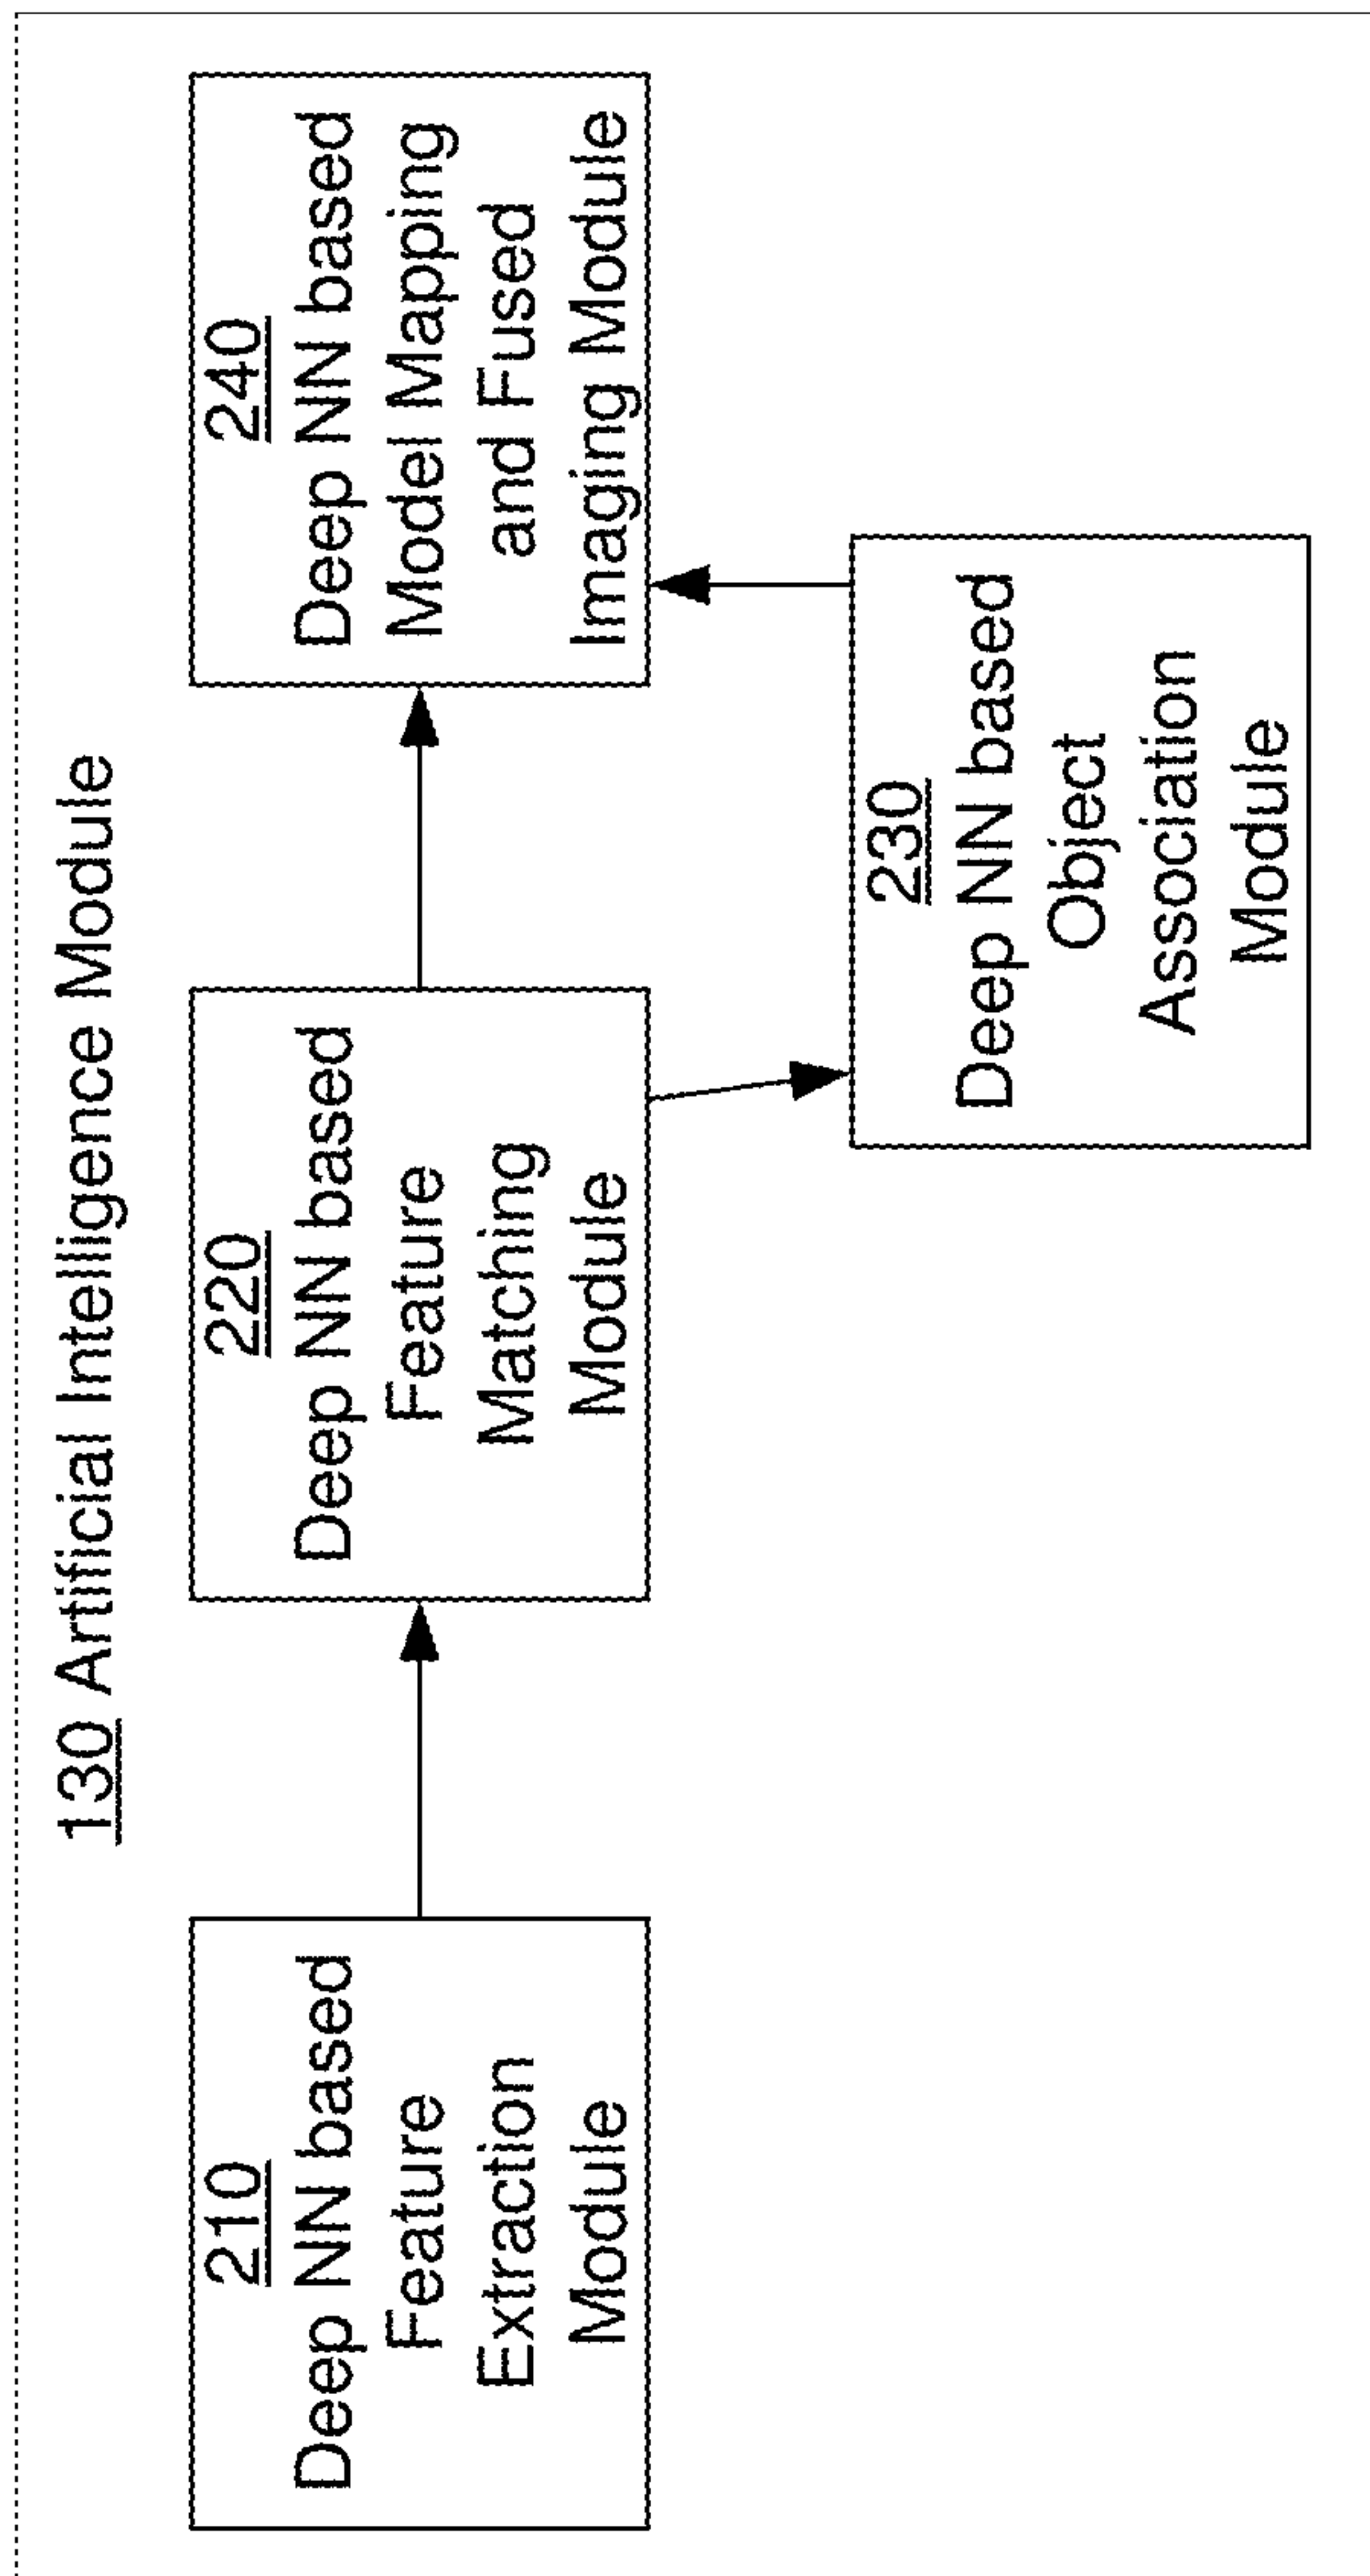 130 Artificial Intelligence Module
210
Deep NN based
Feature
Extraction
Module
220
Deep NN based
Feature
Matching
Module
240
Deep NN based
Model Mapping
and Fused
Imaging Module
230
Deep NN based
Object
Association
Module